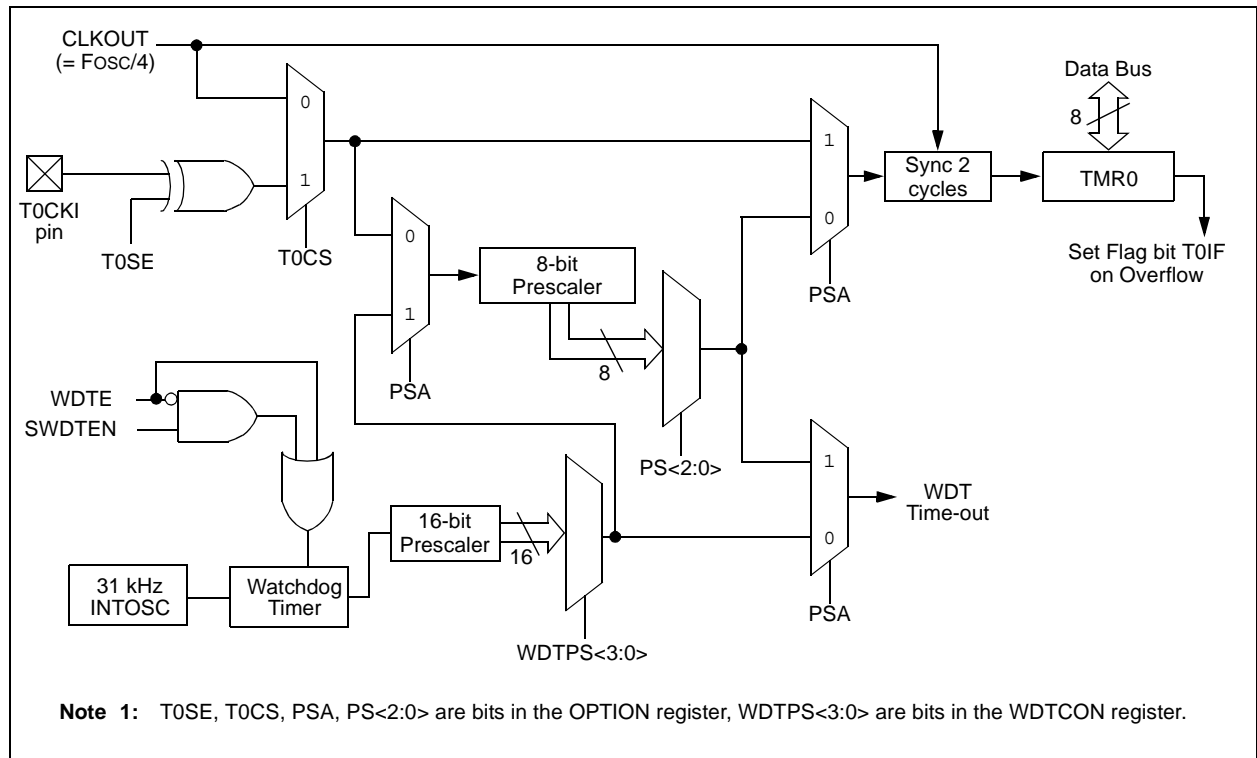 CLKOUT
(= FOSC/4)
T0CKI
pin
T0SE
0
1
T0CS
0
1
PSA
8-bit
Prescaler
8
PS<2:0>
1
0
PSA
Sync 2
cycles
Data Bus
8
TMR0
Set Flag bit T0IF
on Overflow
WDTE
SWDTEN
31 kHz
INTOSC
Watchdog
Timer
16-bit
Prescaler
16
WDTPS<3:0>
1
0
PSA
WDT
Time-out
Note 1: T0SE, T0CS, PSA, PS<2:0> are bits in the OPTION register, WDTPS<3:0> are bits in the WDTCON register.